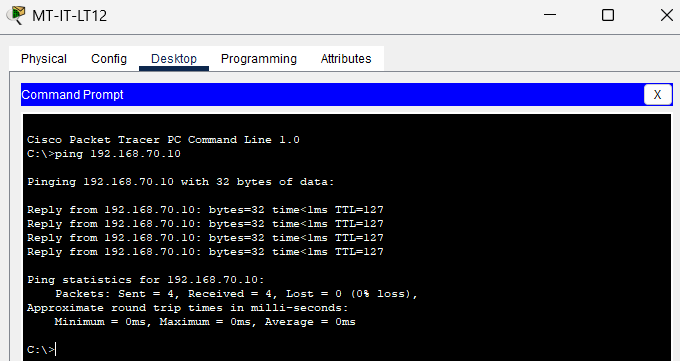 MT-IT-LT12
Physical Config Desktop Programming Attributes
Command Prompt X
Cisco Packet Tracer PC Command Line 1.0
C:\>ping 192.168.70.10
Pinging 192.168.70.10 with 32 bytes of data:
Reply from 192.168.70.10: bytes=32 time<1ms TTL=127
Reply from 192.168.70.10: bytes=32 time<1ms TTL=127
Reply from 192.168.70.10: bytes=32 time<1ms TTL=127
Reply from 192.168.70.10: bytes=32 time<1ms TTL=127
Ping statistics for 192.168.70.10:
Packets: Sent = 4, Received = 4, Lost = 0 (0% loss),
Approximate round trip times in milli-seconds:
Minimum = 0ms, Maximum = 0ms, Average = 0ms
C:\>